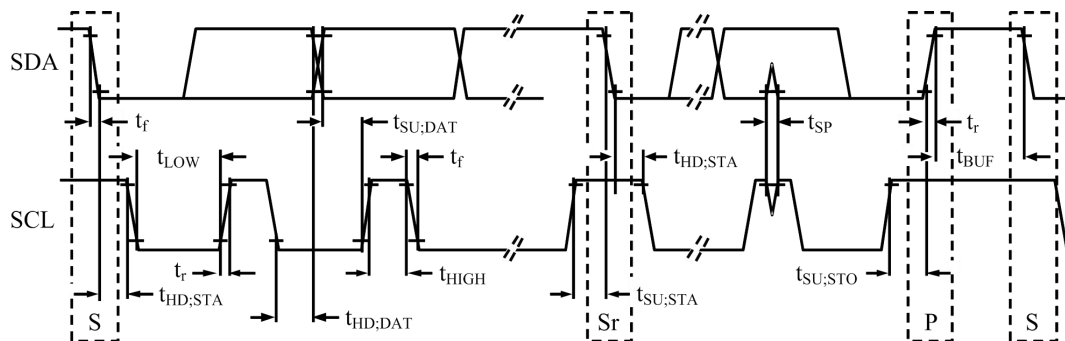 SDA
t_f
t_SU;DAT
t_SP
t_r
t_LOW
t_f
t_HD;STA
t_BUF
SCL
t_r
t_HIGH
t_SU;STO
t_HD;STA
t_SU;STA
t_HD;DAT
S
Sr
P
S